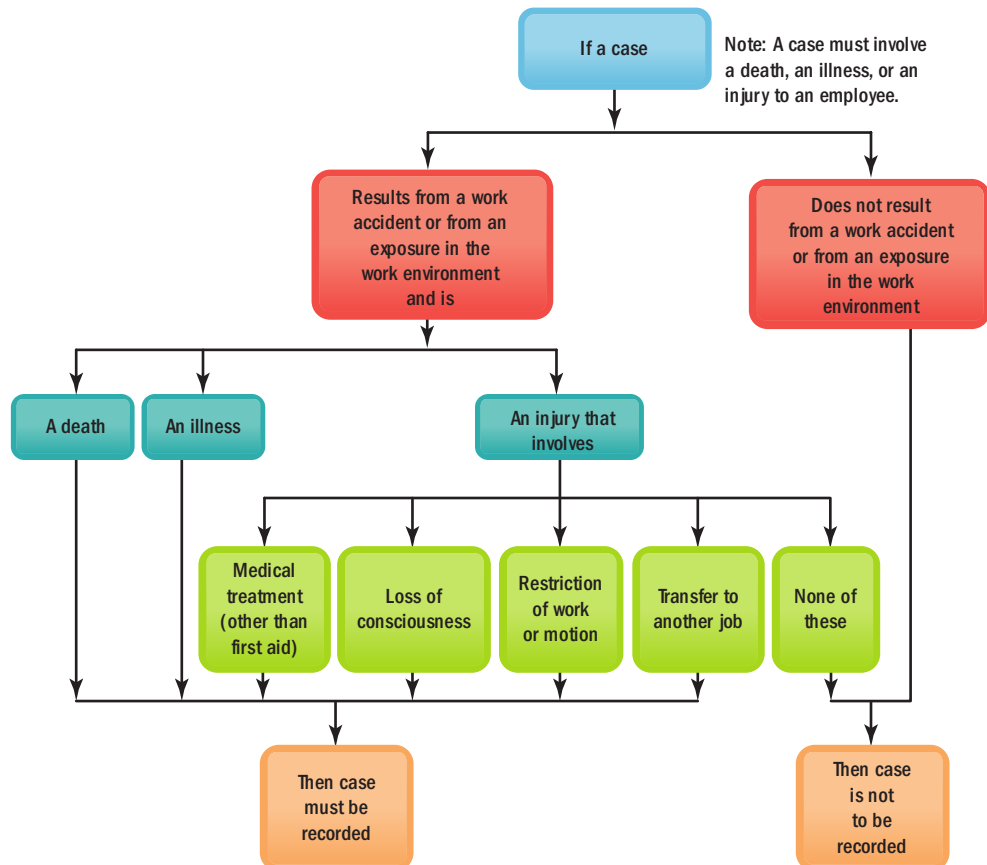 If a case
Note: A case must involve
a death, an illness, or an
injury to an employee.
Results from a work
accident or from an
exposure in the
work environment
and is
Does not result
from a work accident
or from an exposure
in the work
environment
A death
An illness
An injury that
involves
Medical
treatment
(other than
first aid)
Loss of
consciousness
Restriction
of work
or motion
Transfer to
another job
None of
these
Then case
must be
recorded
Then case
is not
to be
recorded